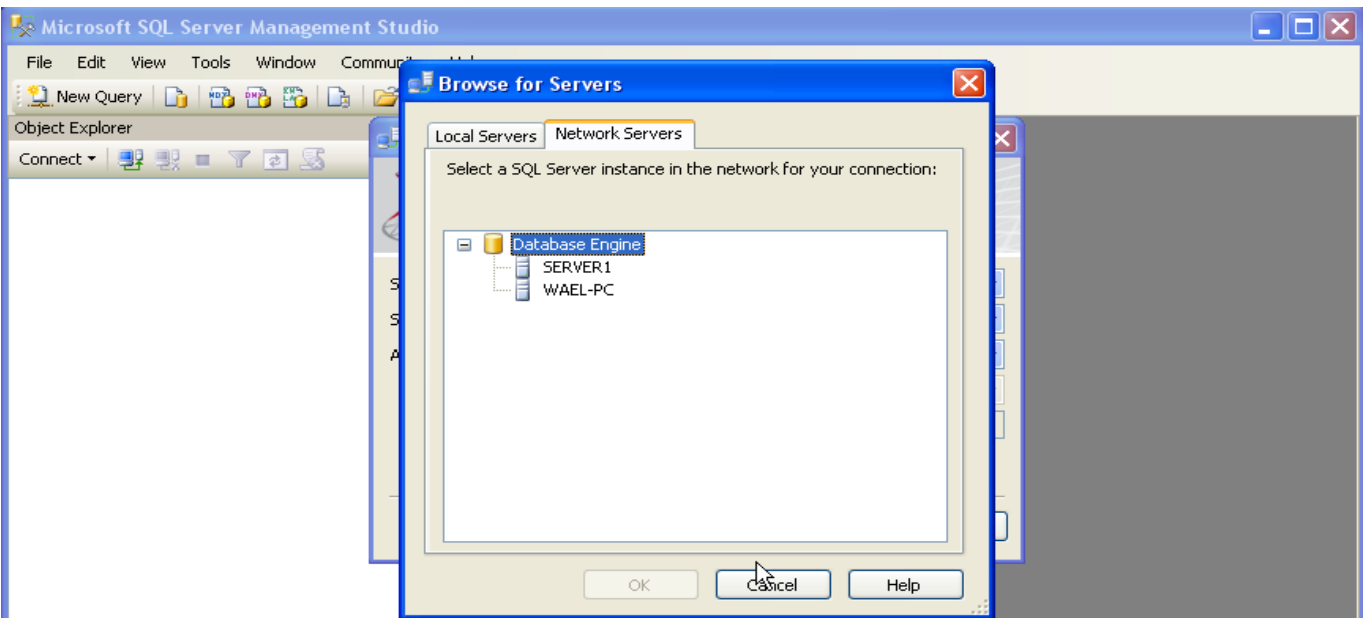 Microsoft SQL Server Management Studio
File Edit View Tools Window
New Query
Object Explorer
Connect
Browse for Servers
Local Servers Network Servers
Select a SQL Server instance in the network for your connection:
Database Engine
SERVER1
WAEL-PC
OK Cancel Help